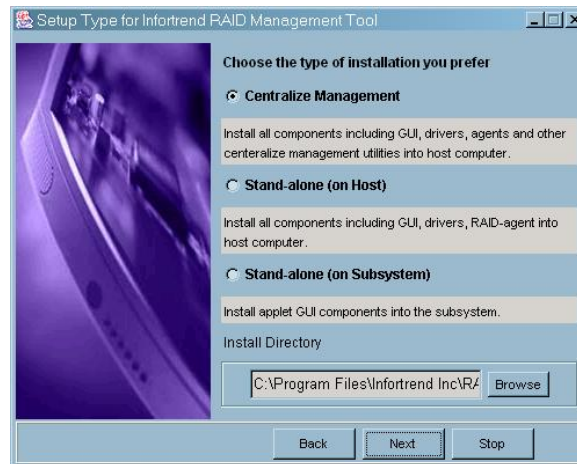 Setup Type for Infortrend RAID Management Tool
Choose the type of installation you prefer
Centralize Management
Install all components including GUI, drivers, agents and other
centeralize management utilities into host computer.
Stand-alone (on Host)
Install all components including GUI, drivers, RAID-agent into
host computer.
Stand-alone (on Subsystem)
Install applet GUI components into the subsystem.
Install Directory
C:\Program Files\Infortrend Inc\RA
Browse
Back
Next
Stop